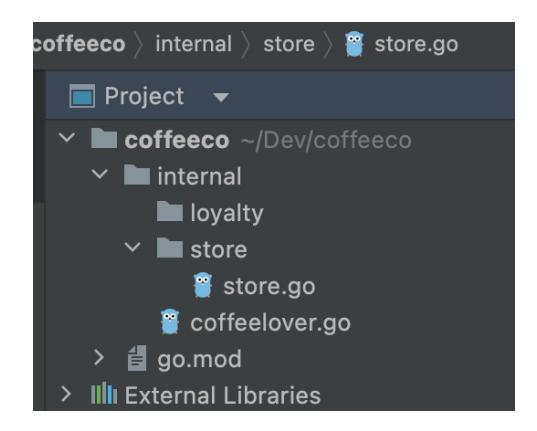 coffeeco 〉 internal 〉 store 〉 store.go
Project
coffeeco ~/Dev/coffeeco
internal
loyalty
store
store.go
coffeelover.go
go.mod
External Libraries